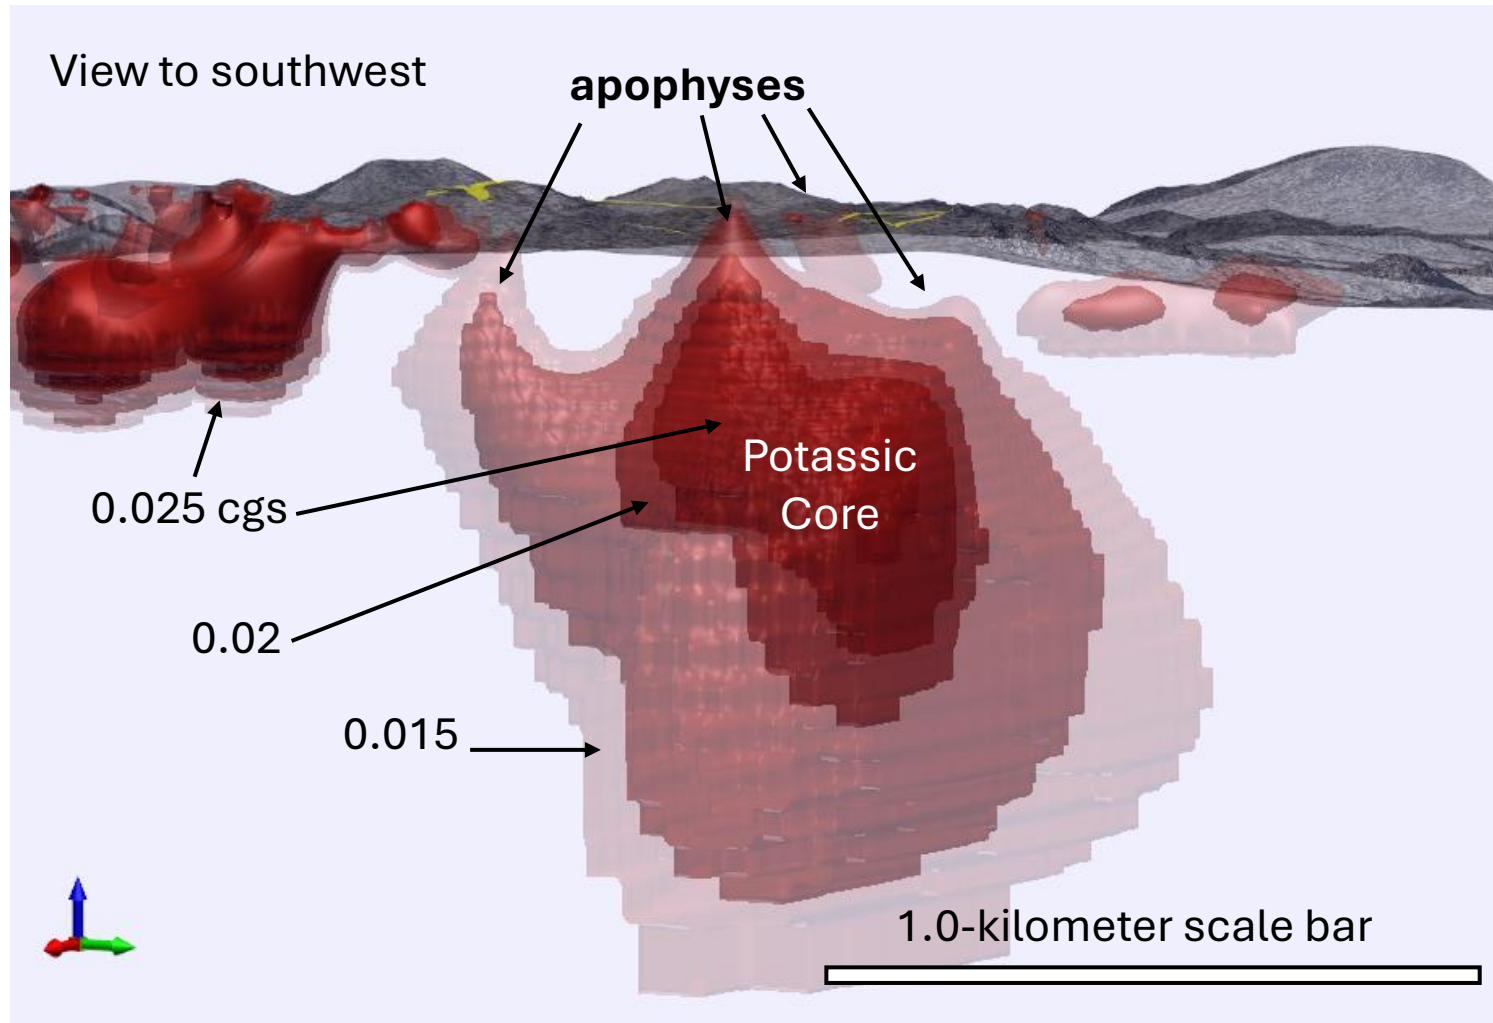 View to southwest
apophyses
Potassic
Core
0.025 cgs
0.02
0.015
1.0-kilometer scale bar